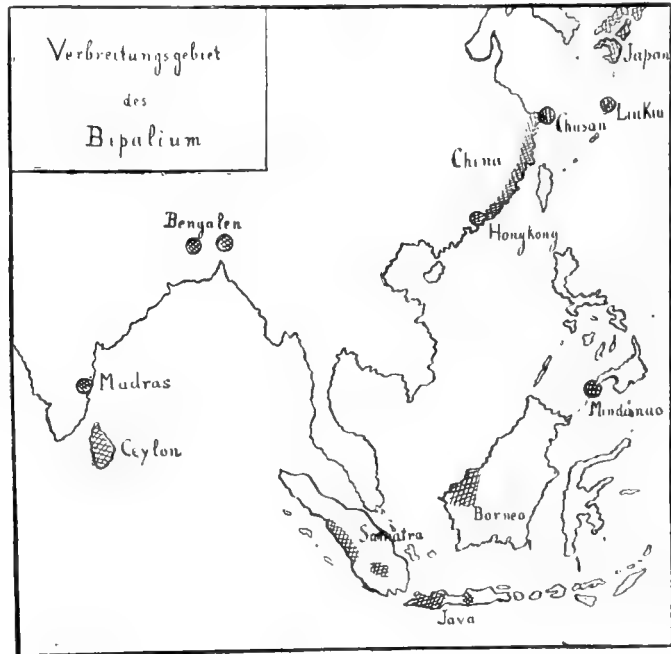 Verbreitungsgebiet
des
Bipalium
Japan
LiuKiu
Chusan
China
Hongkong
Bengalen
Madras
Ceylon
Mindanao
Borneo
Sumatra
Java